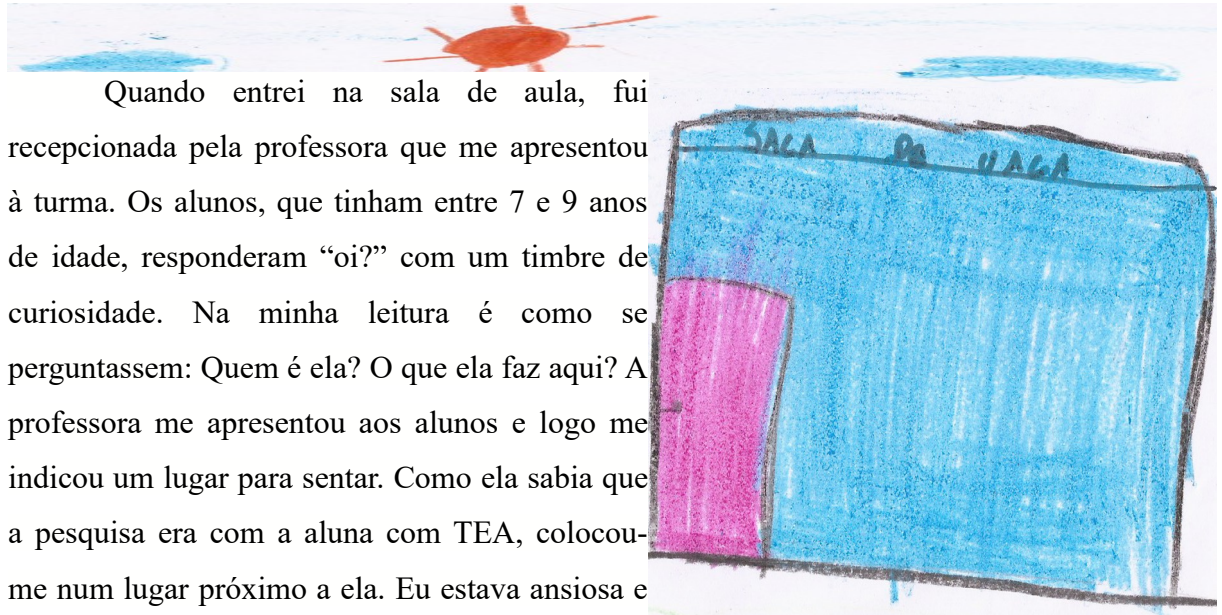 Quando entrei na sala de aula, fui
recepcionada pela professora que me apresentou
à turma. Os alunos, que tinham entre 7 e 9 anos
de idade, responderam “oi?” com um timbre de
curiosidade. Na minha leitura é como se
perguntassem: Quem é ela? O que ela faz aqui? A
professora me apresentou aos alunos e logo me
indicou um lugar para sentar. Como ela sabia que
a pesquisa era com a aluna com TEA, colocou-
me num lugar próximo a ela. Eu estava ansiosa e